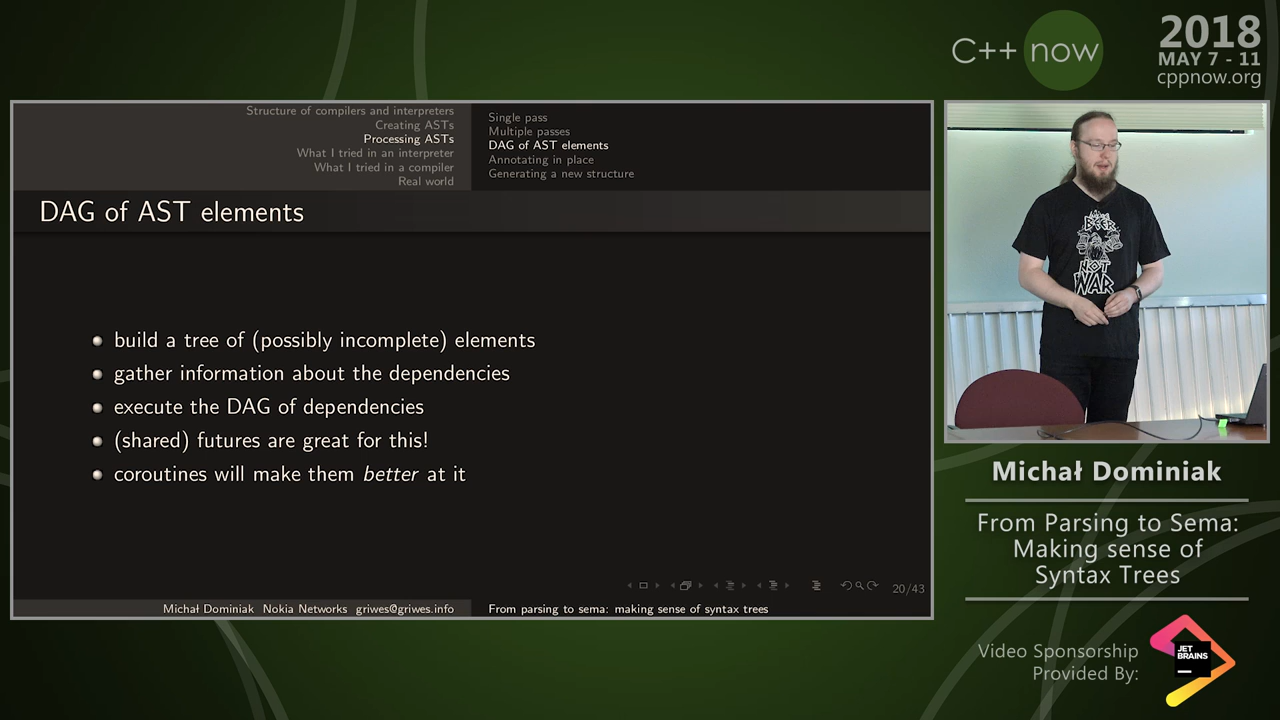 C++ now
2018
MAY 7 - 11
cppnow.org
Structure of compilers and interpreters
Creating ASTs
Processing ASTs
What I tried in an interpreter
What I tried in a compiler
Real world
Single pass
Multiple passes
DAG of AST elements
Annotating in place
Generating a new structure
DAG of AST elements
build a tree of (possibly incomplete) elements
gather information about the dependencies
execute the DAG of dependencies
(shared) futures are great for this!
coroutines will make them better at it
20/43
Michał Dominiak Nokia Networks griwes@griwes.info
From parsing to sema: making sense of syntax trees
BEER
NOT
WAR
Michał Dominiak
From Parsing to Sema:
Making sense of
Syntax Trees
Video Sponsorship
Provided By:
JET
BRAINS